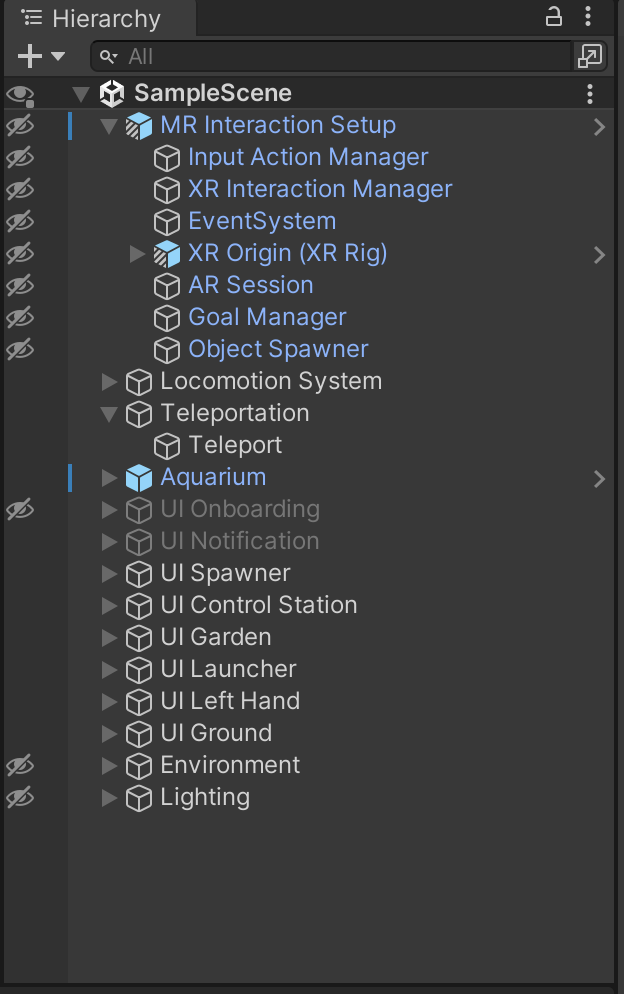 Hierarchy
All
SampleScene
MR Interaction Setup
Input Action Manager
XR Interaction Manager
EventSystem
XR Origin (XR Rig)
AR Session
Goal Manager
Object Spawner
Locomotion System
Teleportation
Teleport
Aquarium
UI Onboarding
UI Notification
UI Spawner
UI Control Station
UI Garden
UI Launcher
UI Left Hand
UI Ground
Environment
Lighting